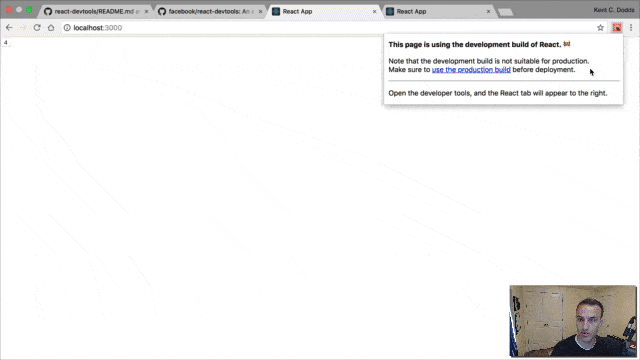 react-devtools/README.md a
facebook/react-devtools: An c
React App
React App
Kent C. Dodds
localhost:3000
4
This page is using the development build of React. 🚧
Note that the development build is not suitable for production.
Make sure to use the production build before deployment.
Open the developer tools, and the React tab will appear to the right.